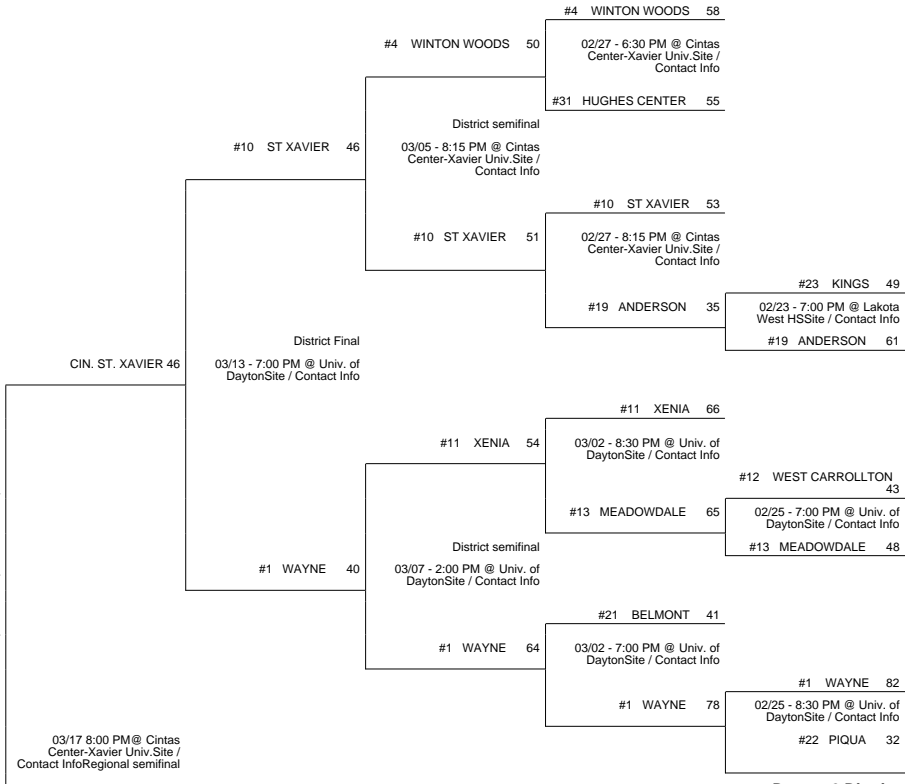 #4 WINTON WOODS 58
#4 WINTON WOODS 50
02/27 - 6:30 PM @ Cintas
Center-Xavier Univ.Site /
Contact Info
#31 HUGHES CENTER 55
District semifinal
#10 ST XAVIER 46
03/05 - 8:15 PM @ Cintas
Center-Xavier Univ.Site /
Contact Info
#10 ST XAVIER 53
#10 ST XAVIER 51
02/27 - 8:15 PM @ Cintas
Center-Xavier Univ.Site /
Contact Info
#23 KINGS 49
#19 ANDERSON 35
02/23 - 7:00 PM @ Lakota
West HSSite / Contact Info
#19 ANDERSON 61
District Final
CIN. ST. XAVIER 46
03/13 - 7:00 PM @ Univ. of
DaytonSite / Contact Info
#11 XENIA 66
#11 XENIA 54
03/02 - 8:30 PM @ Univ. of
DaytonSite / Contact Info
#12 WEST CARROLLTON
43
#13 MEADOWDALE 65
02/25 - 7:00 PM @ Univ. of
DaytonSite / Contact Info
#13 MEADOWDALE 48
District semifinal
#1 WAYNE 40
03/07 - 2:00 PM @ Univ. of
DaytonSite / Contact Info
#21 BELMONT 41
#1 WAYNE 64
03/02 - 7:00 PM @ Univ. of
DaytonSite / Contact Info
#1 WAYNE 82
#1 WAYNE 78
02/25 - 8:30 PM @ Univ. of
DaytonSite / Contact Info
#22 PIQUA 32
03/17 8:00 PM@ Cintas
Center-Xavier Univ.Site /
Contact InfoRegional semifinal